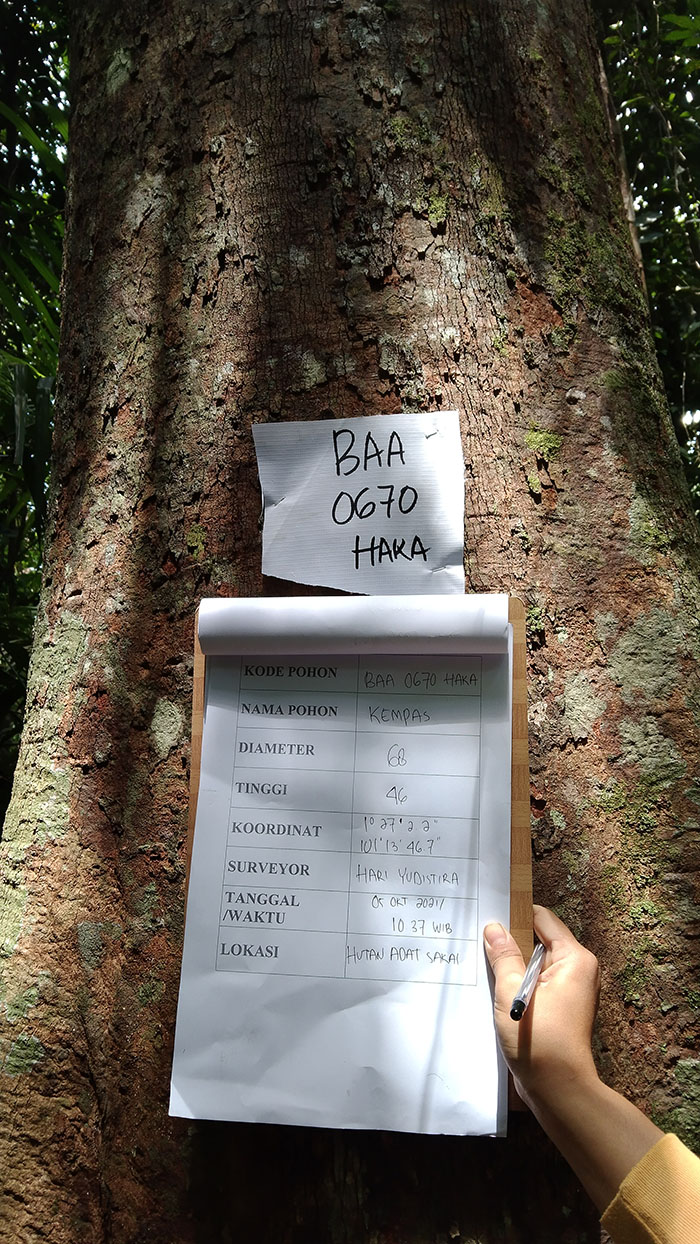 BAA
0670
HAKA
KODE POHON BAA 0670 HAKA
NAMA POHON KEMPAS
DIAMETER 68
TINGGI 46
KOORDINAT 1° 27' 2 2"
101° 13' 46.7"
SURVEYOR HARI YUDISTIRA
TANGGAL 05 OKT 2021/
/WAKTU 10 37 WIB
LOKASI HUTAN ADAT SAKAI